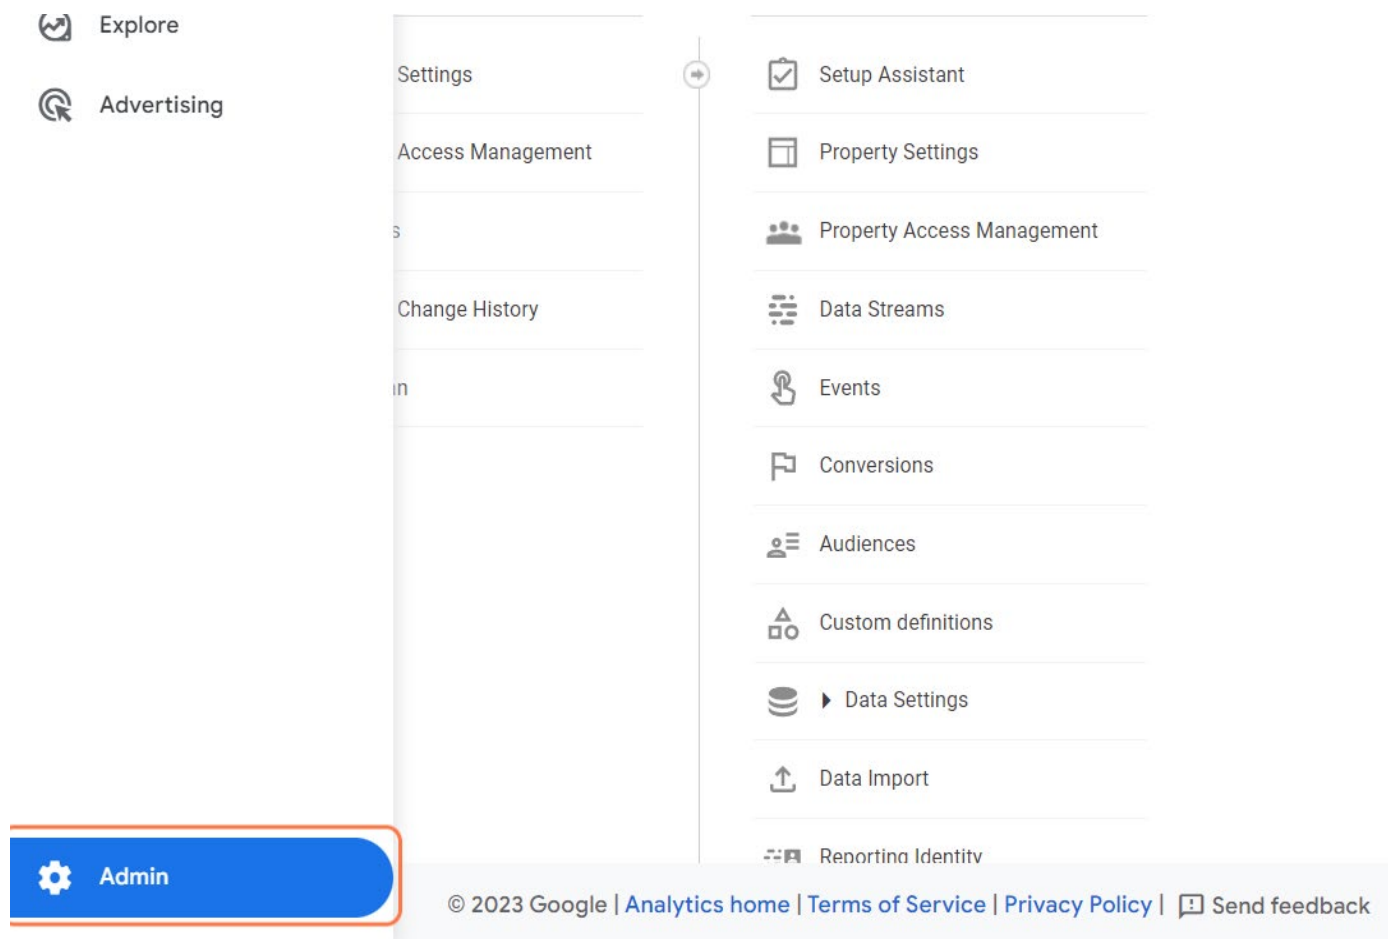 Explore
Advertising
Admin
Settings
Access Management
s
Change History
Setup Assistant
Property Settings
Property Access Management
Data Streams
Events
Conversions
Audiences
Custom definitions
Data Settings
Data Import
Reporting Identity
© 2023 Google | Analytics home | Terms of Service | Privacy Policy | Send feedback